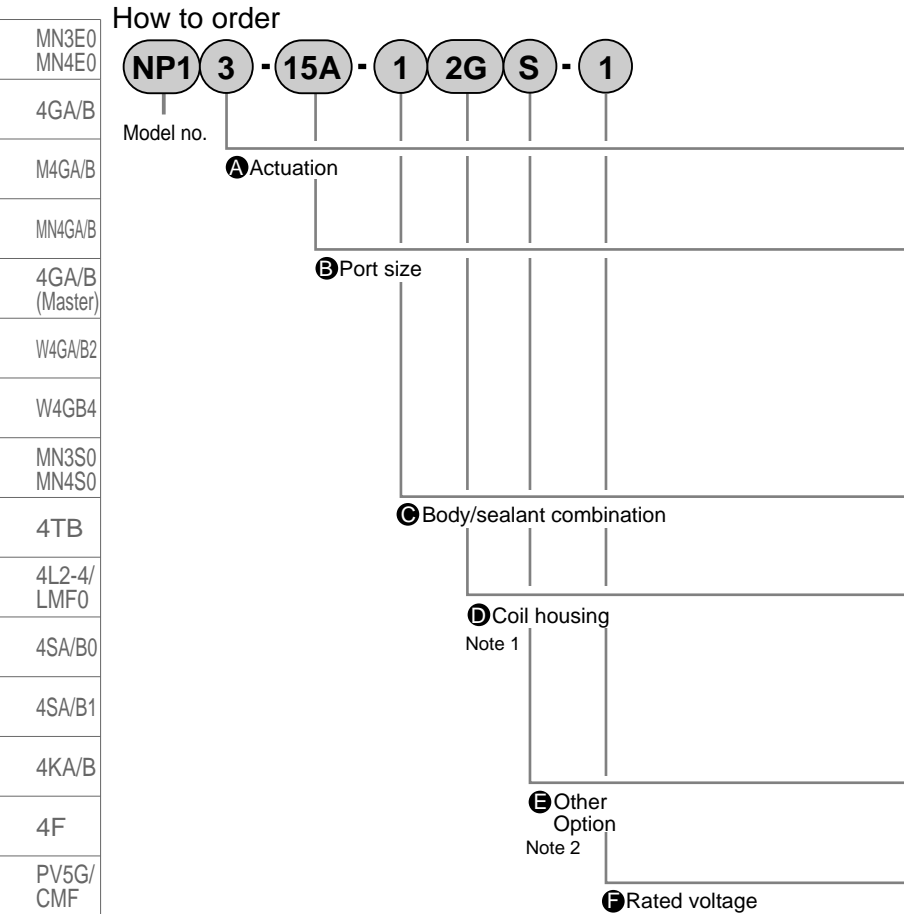 How to order
NP1 3 - 15A - 1 2G S - 1
Model no.
A Actuation
B Port size
C Body/sealant combination
D Coil housing
Note 1
E Other
Option
Note 2
F Rated voltage
MN3E0
MN4E0
4GA/B
M4GA/B
MN4GA/B
4GA/B
(Master)
W4GA/B2
W4GB4
MN3S0
MN4S0
4TB
4L2-4/
LMF0
4SA/B0
4SA/B1
4KA/B
4F
PV5G/
CMF